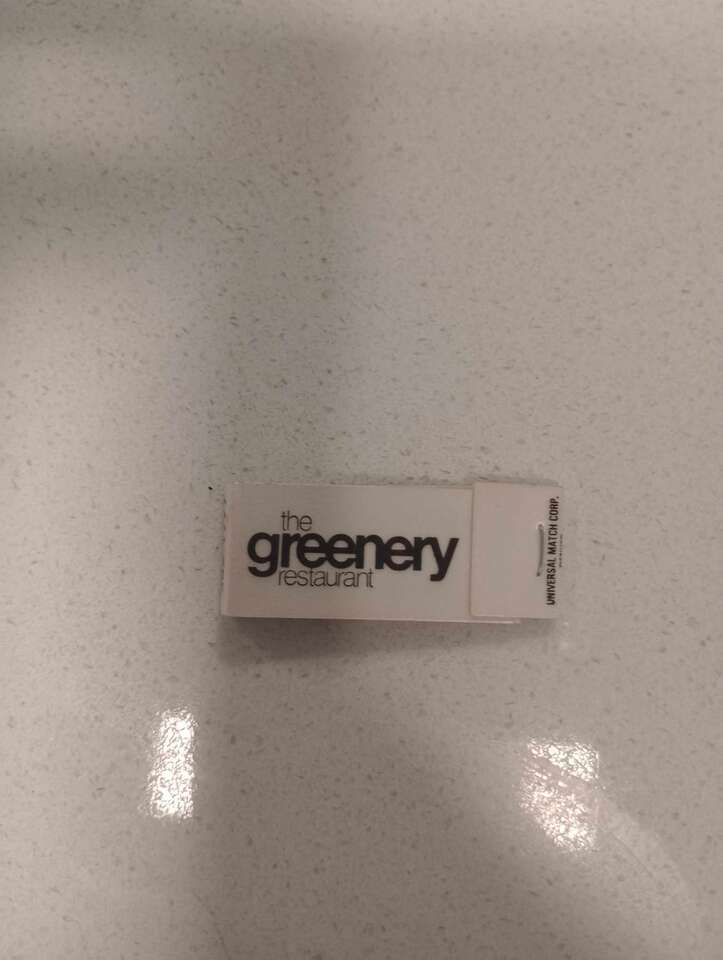 the
greenery
restaurant
UNIVERSAL MATCH CORP.